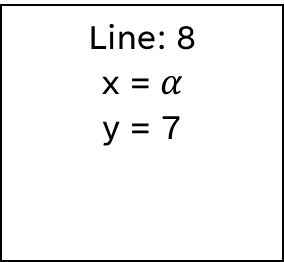 Line: 8
x = α
y = 7